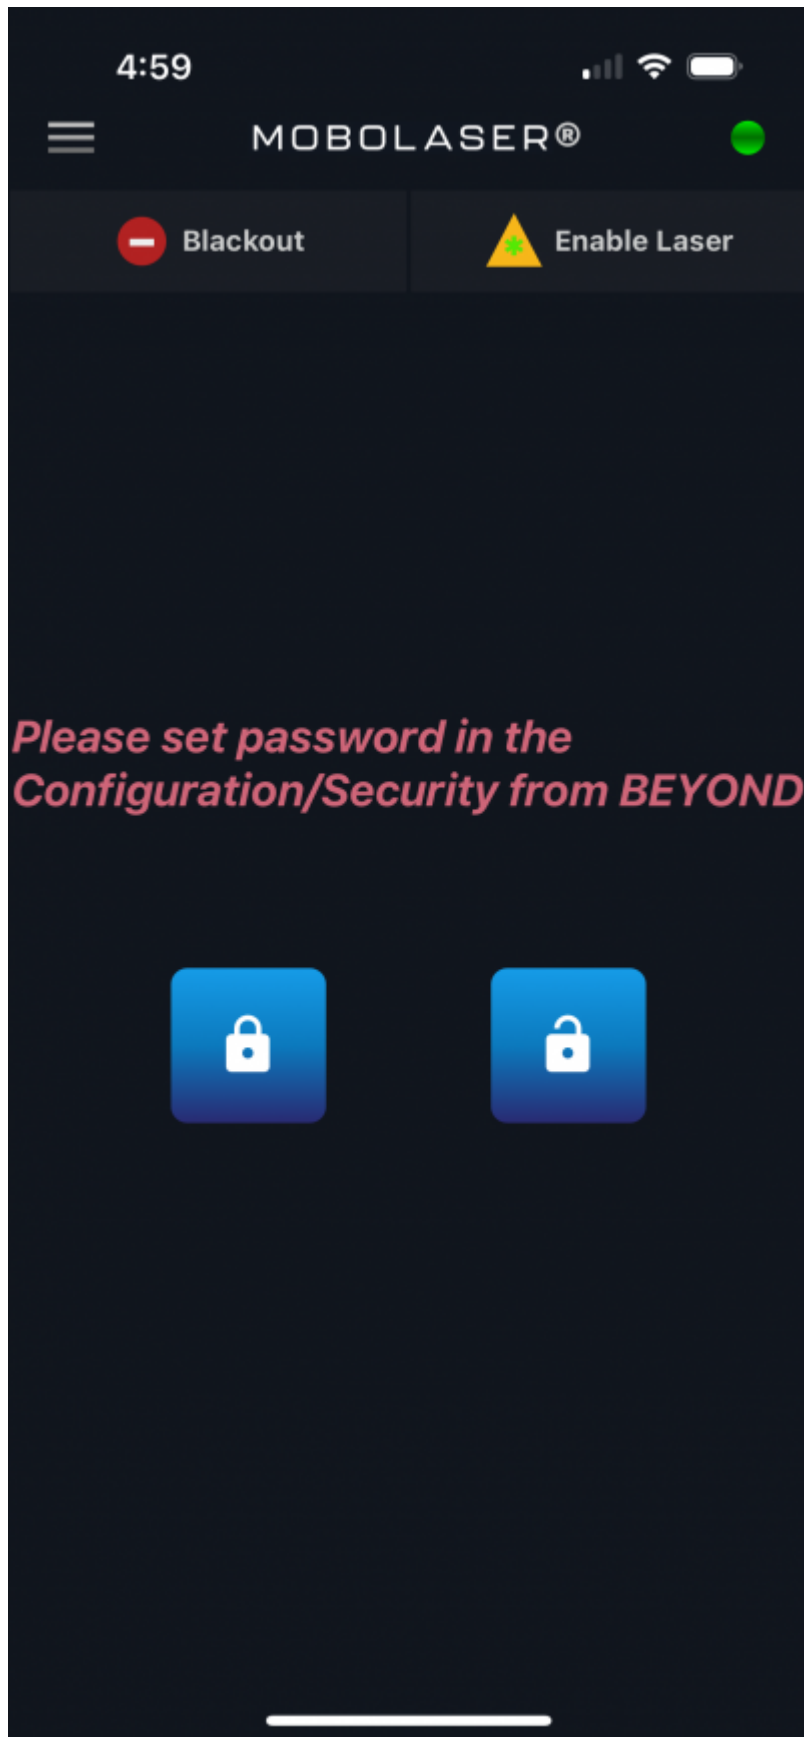 4:59
MOBOLASER®
Blackout
Enable Laser
Please set password in the
Configuration/Security from BEYOND